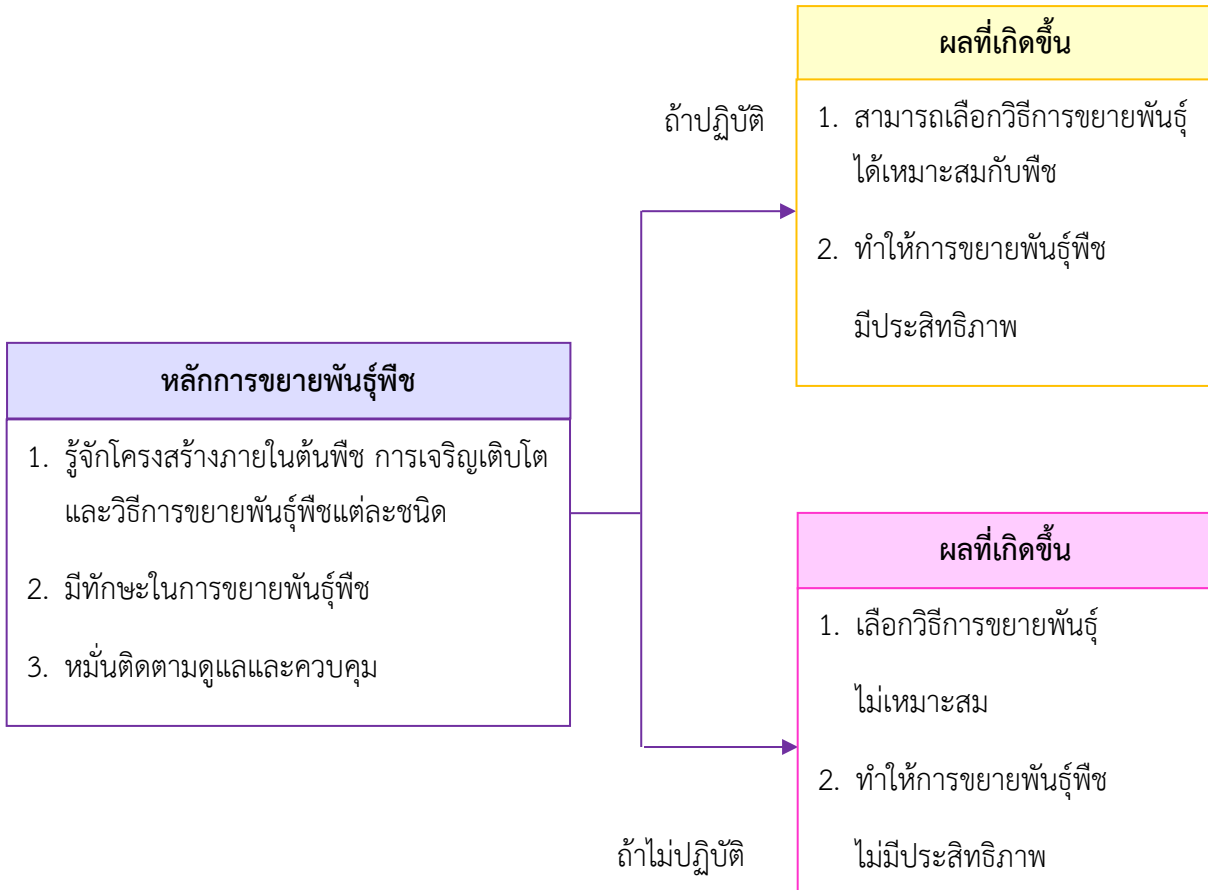 ผลที่เกิดขึ้น
ถ้าปฏิบัติ
1. สามารถเลือกวิธีการขยายพันธุ์
ได้เหมาะสมกับพืช
2. ทำให้การขยายพันธุ์พืช
มีประสิทธิภาพ
หลักการขยายพันธุ์พืช
1. รู้จักโครงสร้างภายในต้นพืช การเจริญเติบโต
และวิธีการขยายพันธุ์พืชแต่ละชนิด
2. มีทักษะในการขยายพันธุ์พืช
3. หมั่นติดตามดูแลและควบคุม
ผลที่เกิดขึ้น
1. เลือกวิธีการขยายพันธุ์
ไม่เหมาะสม
2. ทำให้การขยายพันธุ์พืช
ไม่มีประสิทธิภาพ
ถ้าไม่ปฏิบัติ